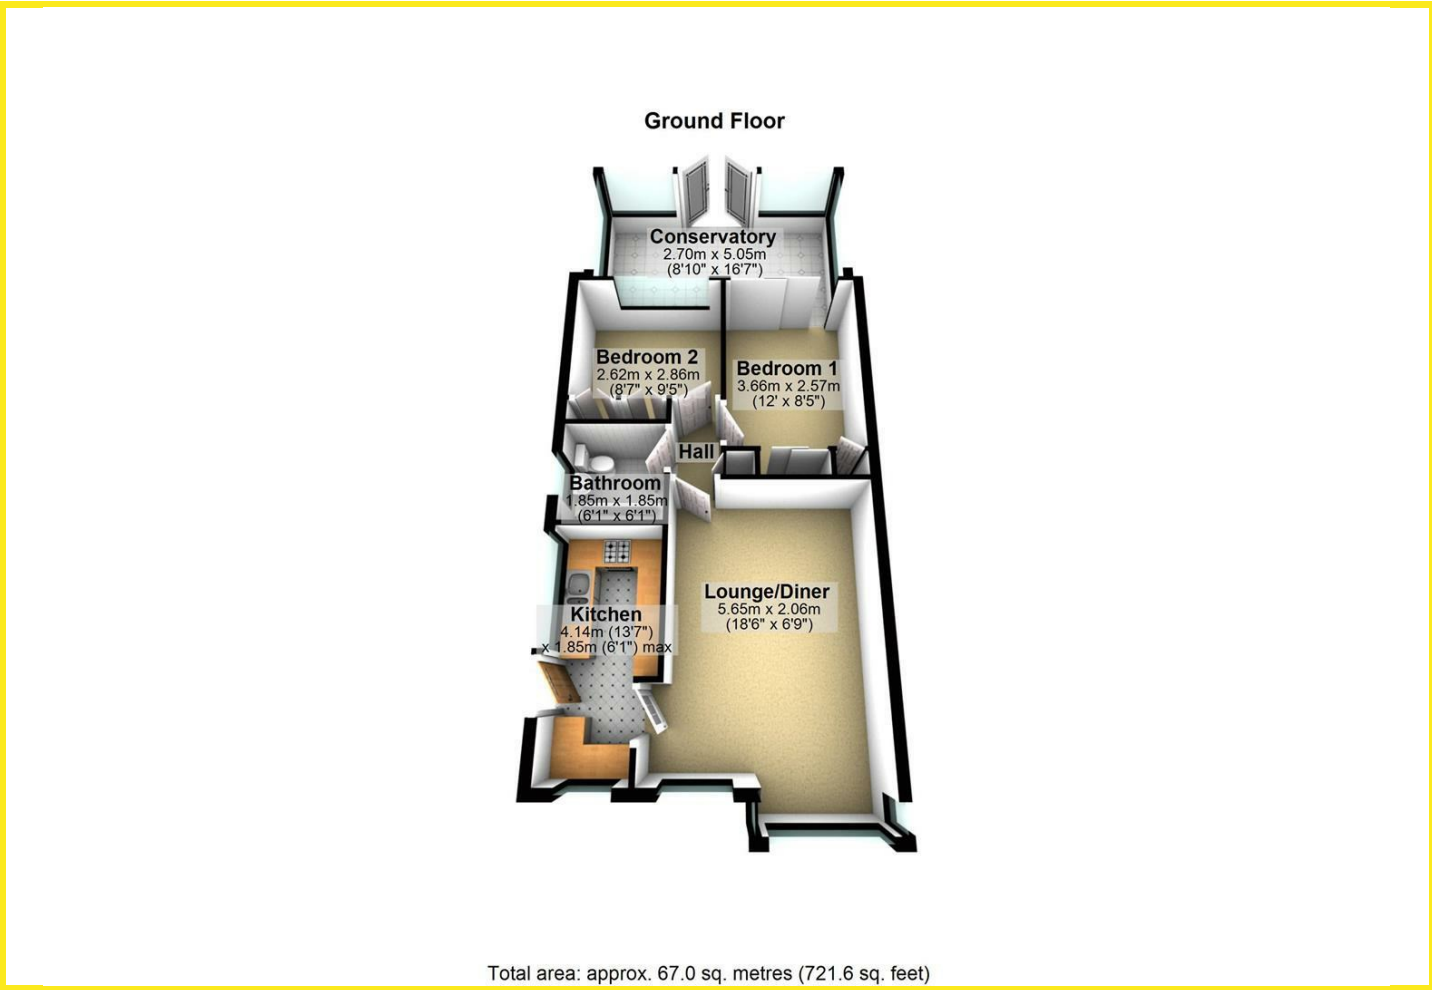 Ground Floor
Conservatory
2.70m x 5.05m
(8'10" x 16'7")
Bedroom 2
2.62m x 2.86m
(8'7" x 9'5")
Bedroom 1
3.66m x 2.57m
(12' x 8'5")
Hall
Bathroom
1.85m x 1.85m
(6'1" x 6'1")
Lounge/Diner
5.65m x 2.06m
(18'6" x 6'9")
Kitchen
4.14m (13'7")
x 1.85m (6'1") max
Total area: approx. 67.0 sq. metres (721.6 sq. feet)